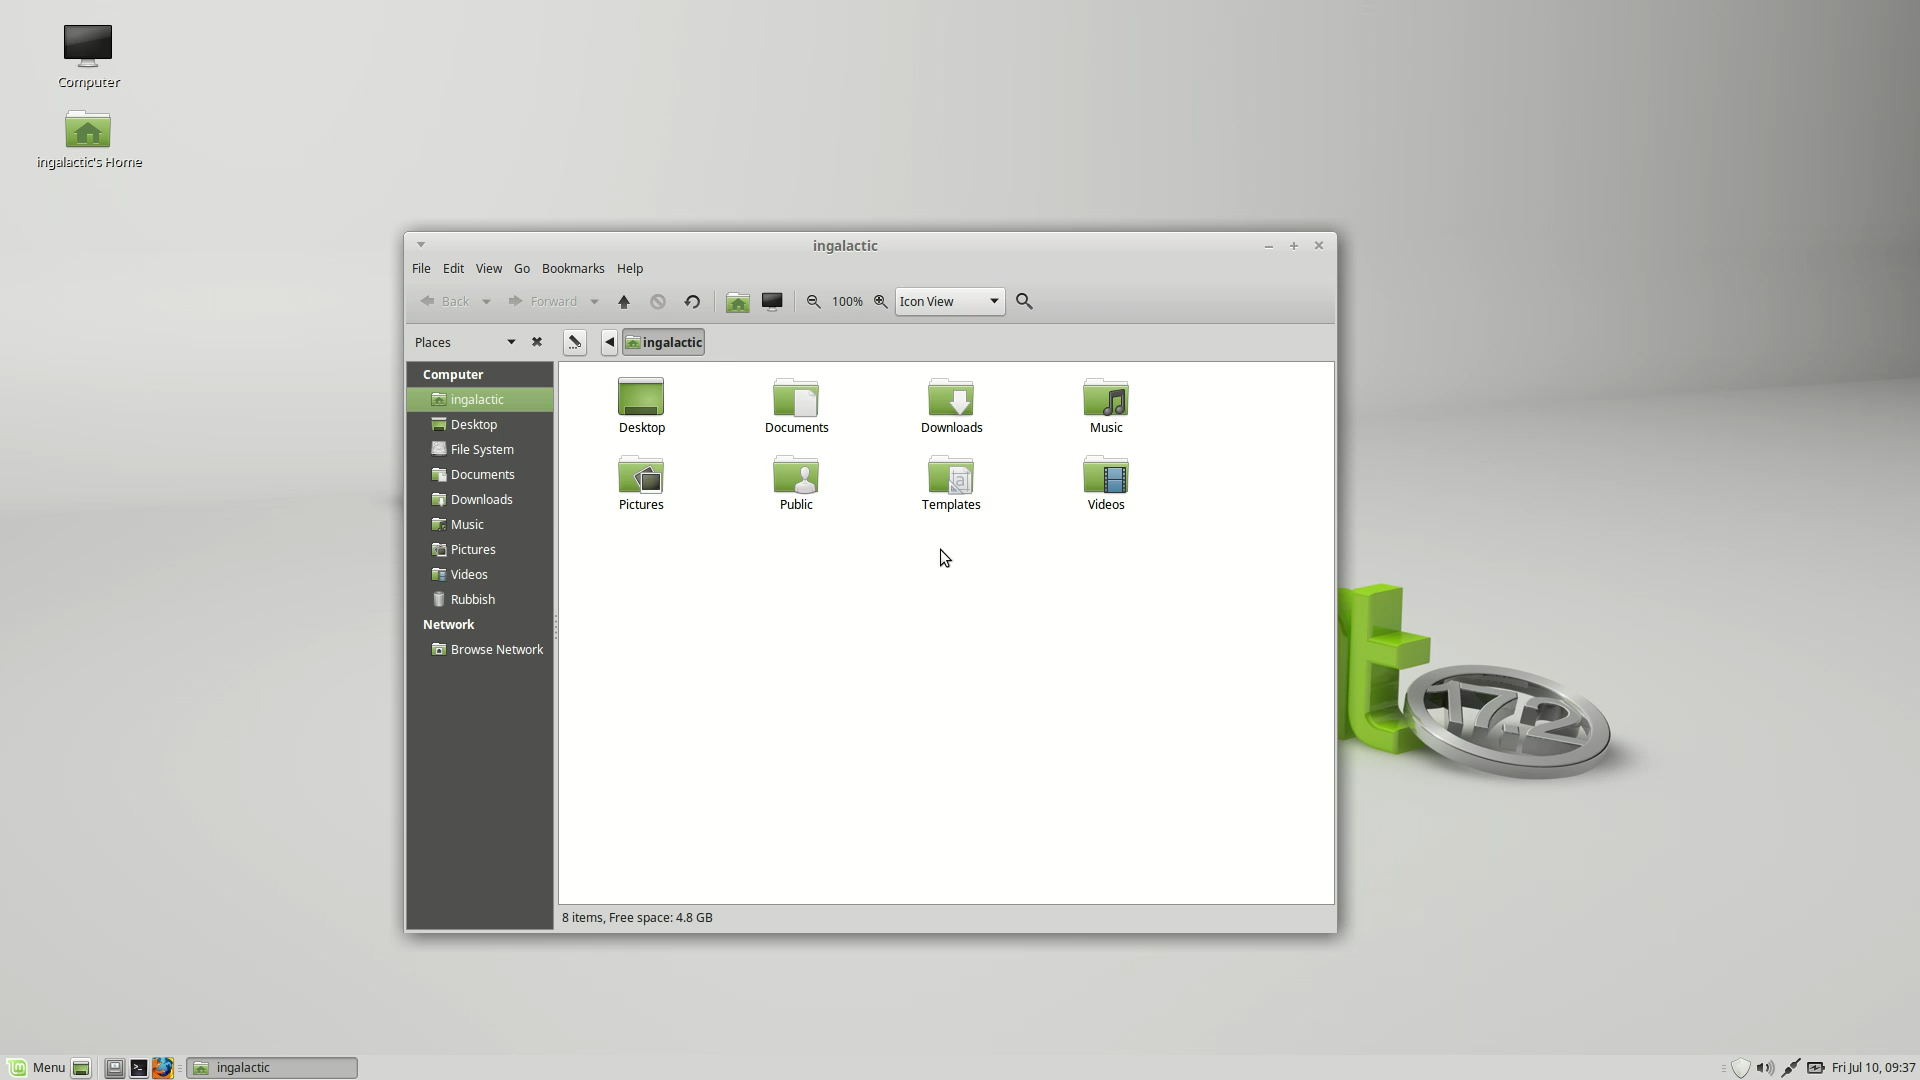 Computer
ingalactic's Home
ingalactic
File Edit View Go Bookmarks Help
Back Forward 100% Icon View
Places ingalactic
Computer
ingalactic
Desktop
File System
Documents
Downloads
Music
Pictures
Videos
Rubbish
Network
Browse Network
Desktop Documents Downloads Music
Pictures Public Templates Videos
8 items, Free space: 4.8 GB
t
17.2
Menu ingalactic Fri Jul 10, 09:37